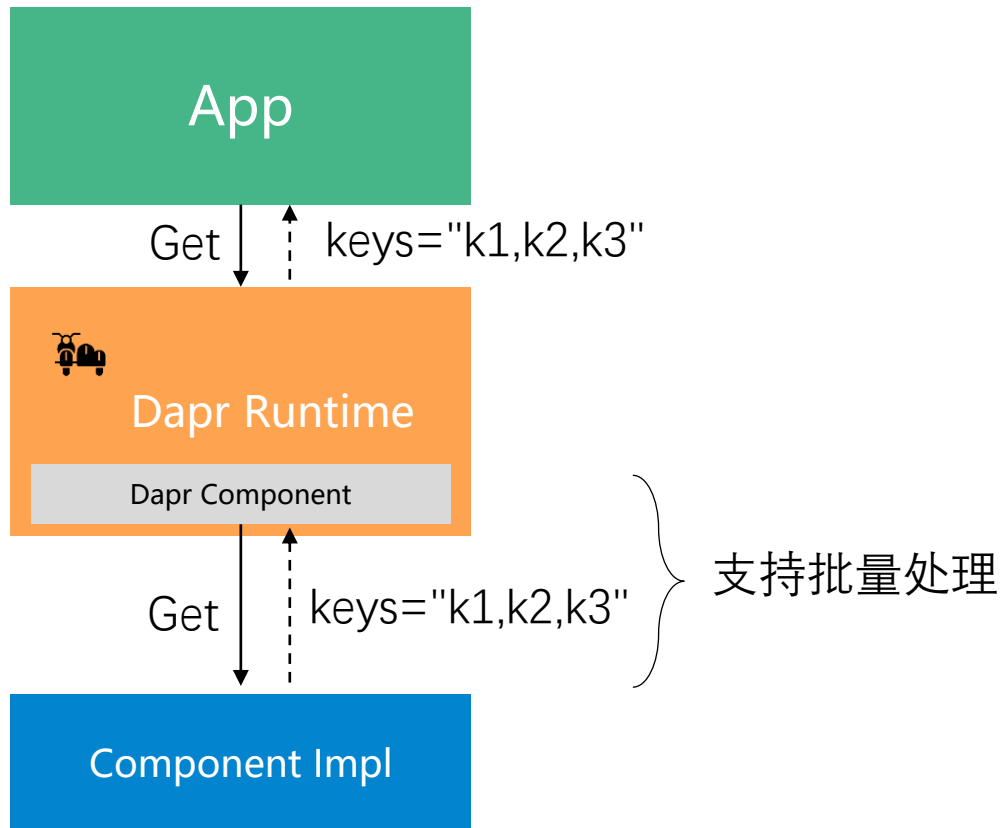 App
Get
keys="k1,k2,k3"
Dapr Runtime
Dapr Component
Get
keys="k1,k2,k3"
支持批量处理
Component Impl